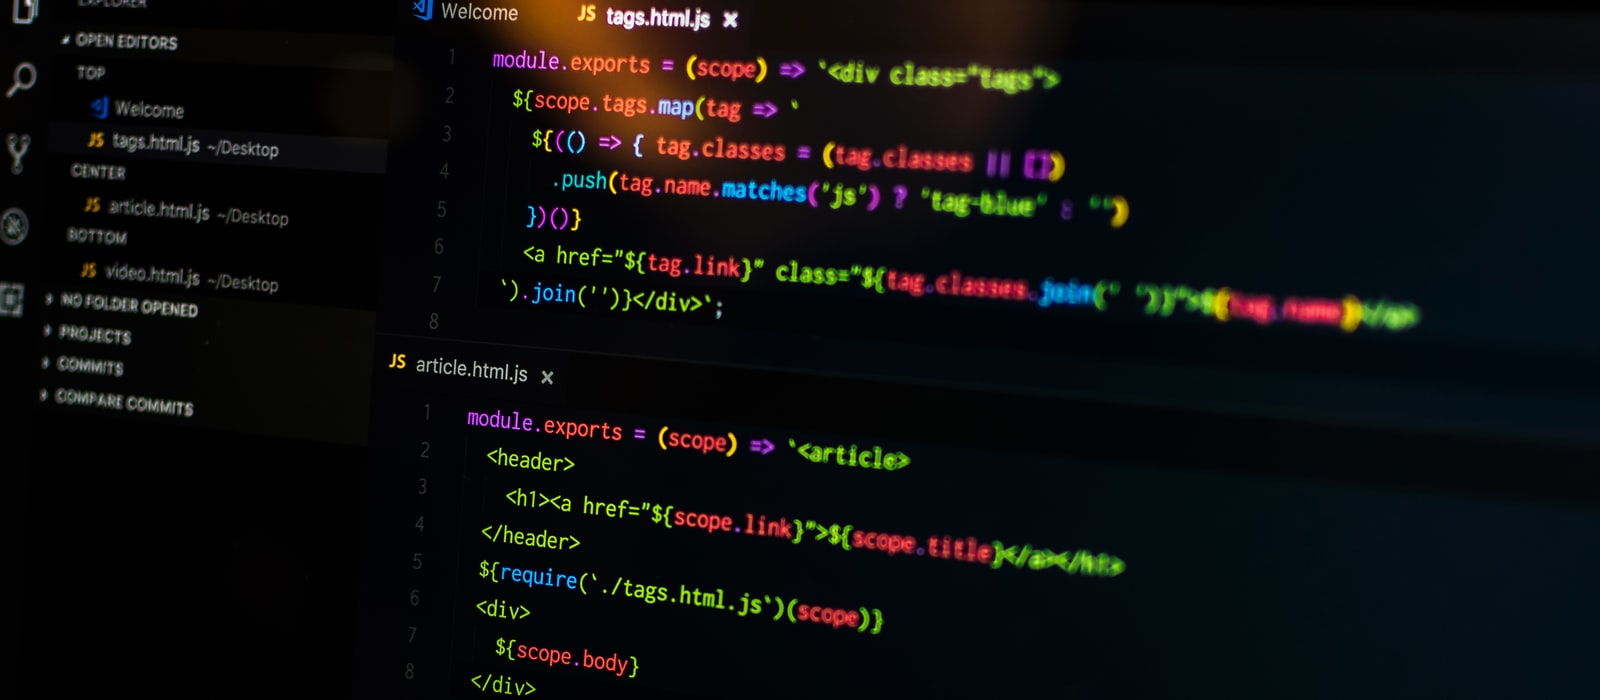 EXPLORER
OPEN EDITORS
TOP
Welcome
tags.html.js ~/Desktop
CENTER
article.html.js ~/Desktop
BOTTOM
video.html.js ~/Desktop
NO FOLDER OPENED
PROJECTS
COMMITS
COMPARE COMMITS
Welcome JS tags.html.js ×
1 module.exports = (scope) => `<div class="tags">
2 ${scope.tags.map(tag => `
3 ${(() => { tag.classes = (tag.classes || [])
4 .push(tag.name.matches('js') ? 'tag-blue' : '')
5 })()}
6 <a href="${tag.link}" class="${tag.classes.join(' ')}">${tag.name}</a>
7 `).join('')}</div>`;
8
JS article.html.js ×
1 module.exports = (scope) => `<article>
2 <header>
3 <h1><a href="${scope.link}">${scope.title}</a></h1>
4 </header>
5 ${require(`./tags.html.js`)(scope)}
6 <div>
7 ${scope.body}
8 </div>